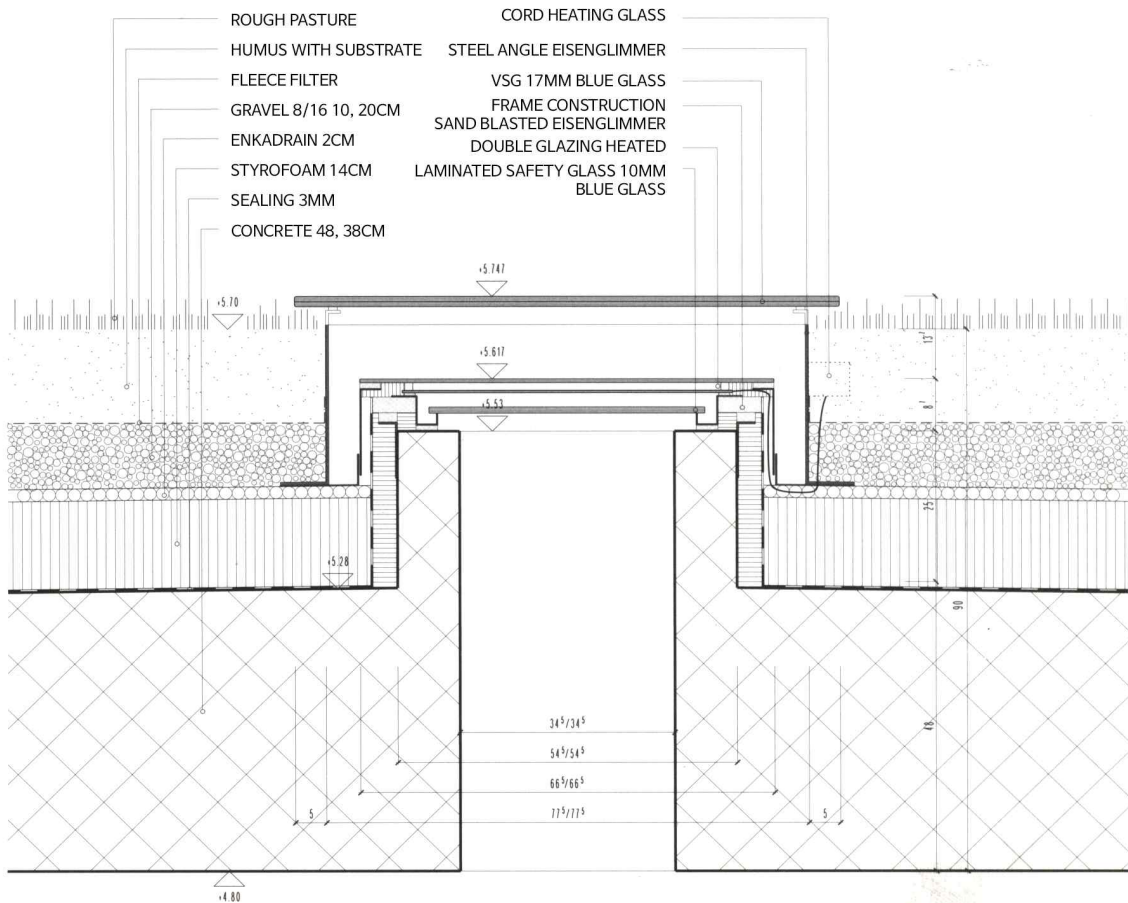 ROUGH PASTURE
HUMUS WITH SUBSTRATE
FLEECE FILTER
GRAVEL 8/16 10, 20CM
ENKADRAIN 2CM
STYROFOAM 14CM
SEALING 3MM
CONCRETE 48, 38CM
CORD HEATING GLASS
STEEL ANGLE EISENGLIMMER
VSG 17MM BLUE GLASS
FRAME CONSTRUCTION
SAND BLASTED EISENGLIMMER
DOUBLE GLAZING HEATED
LAMINATED SAFETY GLASS 10MM
BLUE GLASS
+5.747
+5.70
+5.617
+5.53
+5.28
+4.80
13⁷
8⁷
25
90
48
34⁵/34⁵
54⁵/54⁵
66⁵/66⁵
5
77⁵/77⁵
5